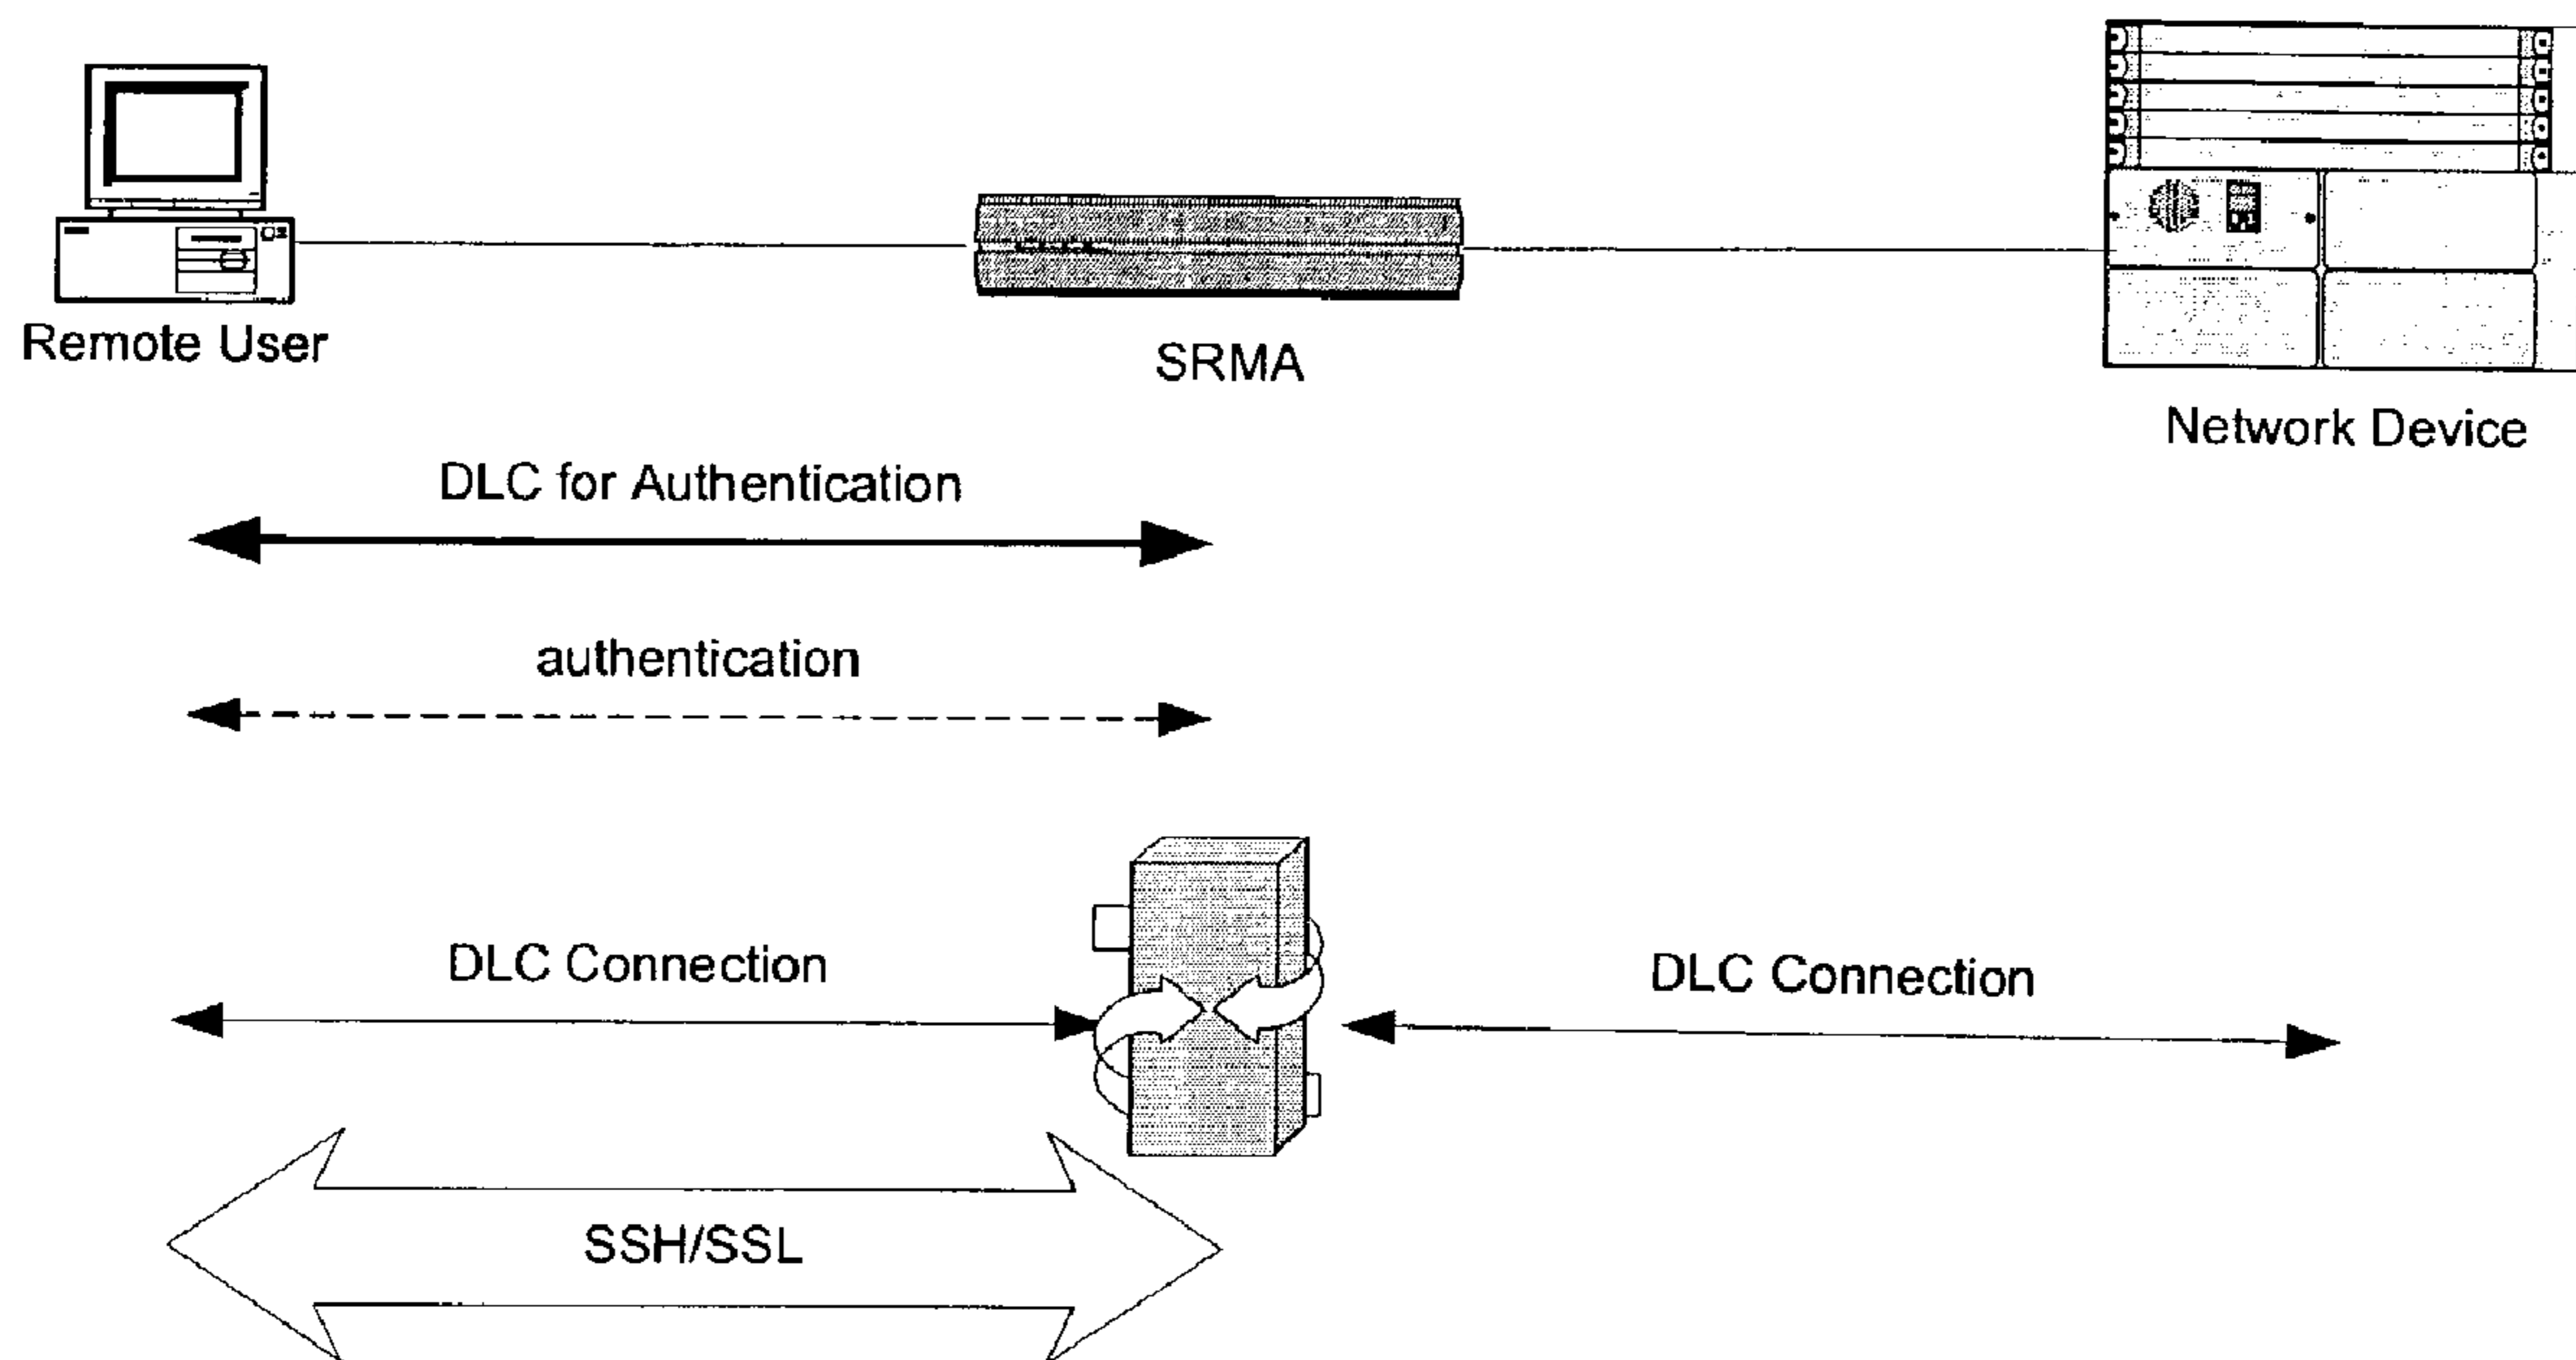 Remote User
SRMA
Network Device
DLC for Authentication
authentication
DLC Connection
DLC Connection
SSH/SSL